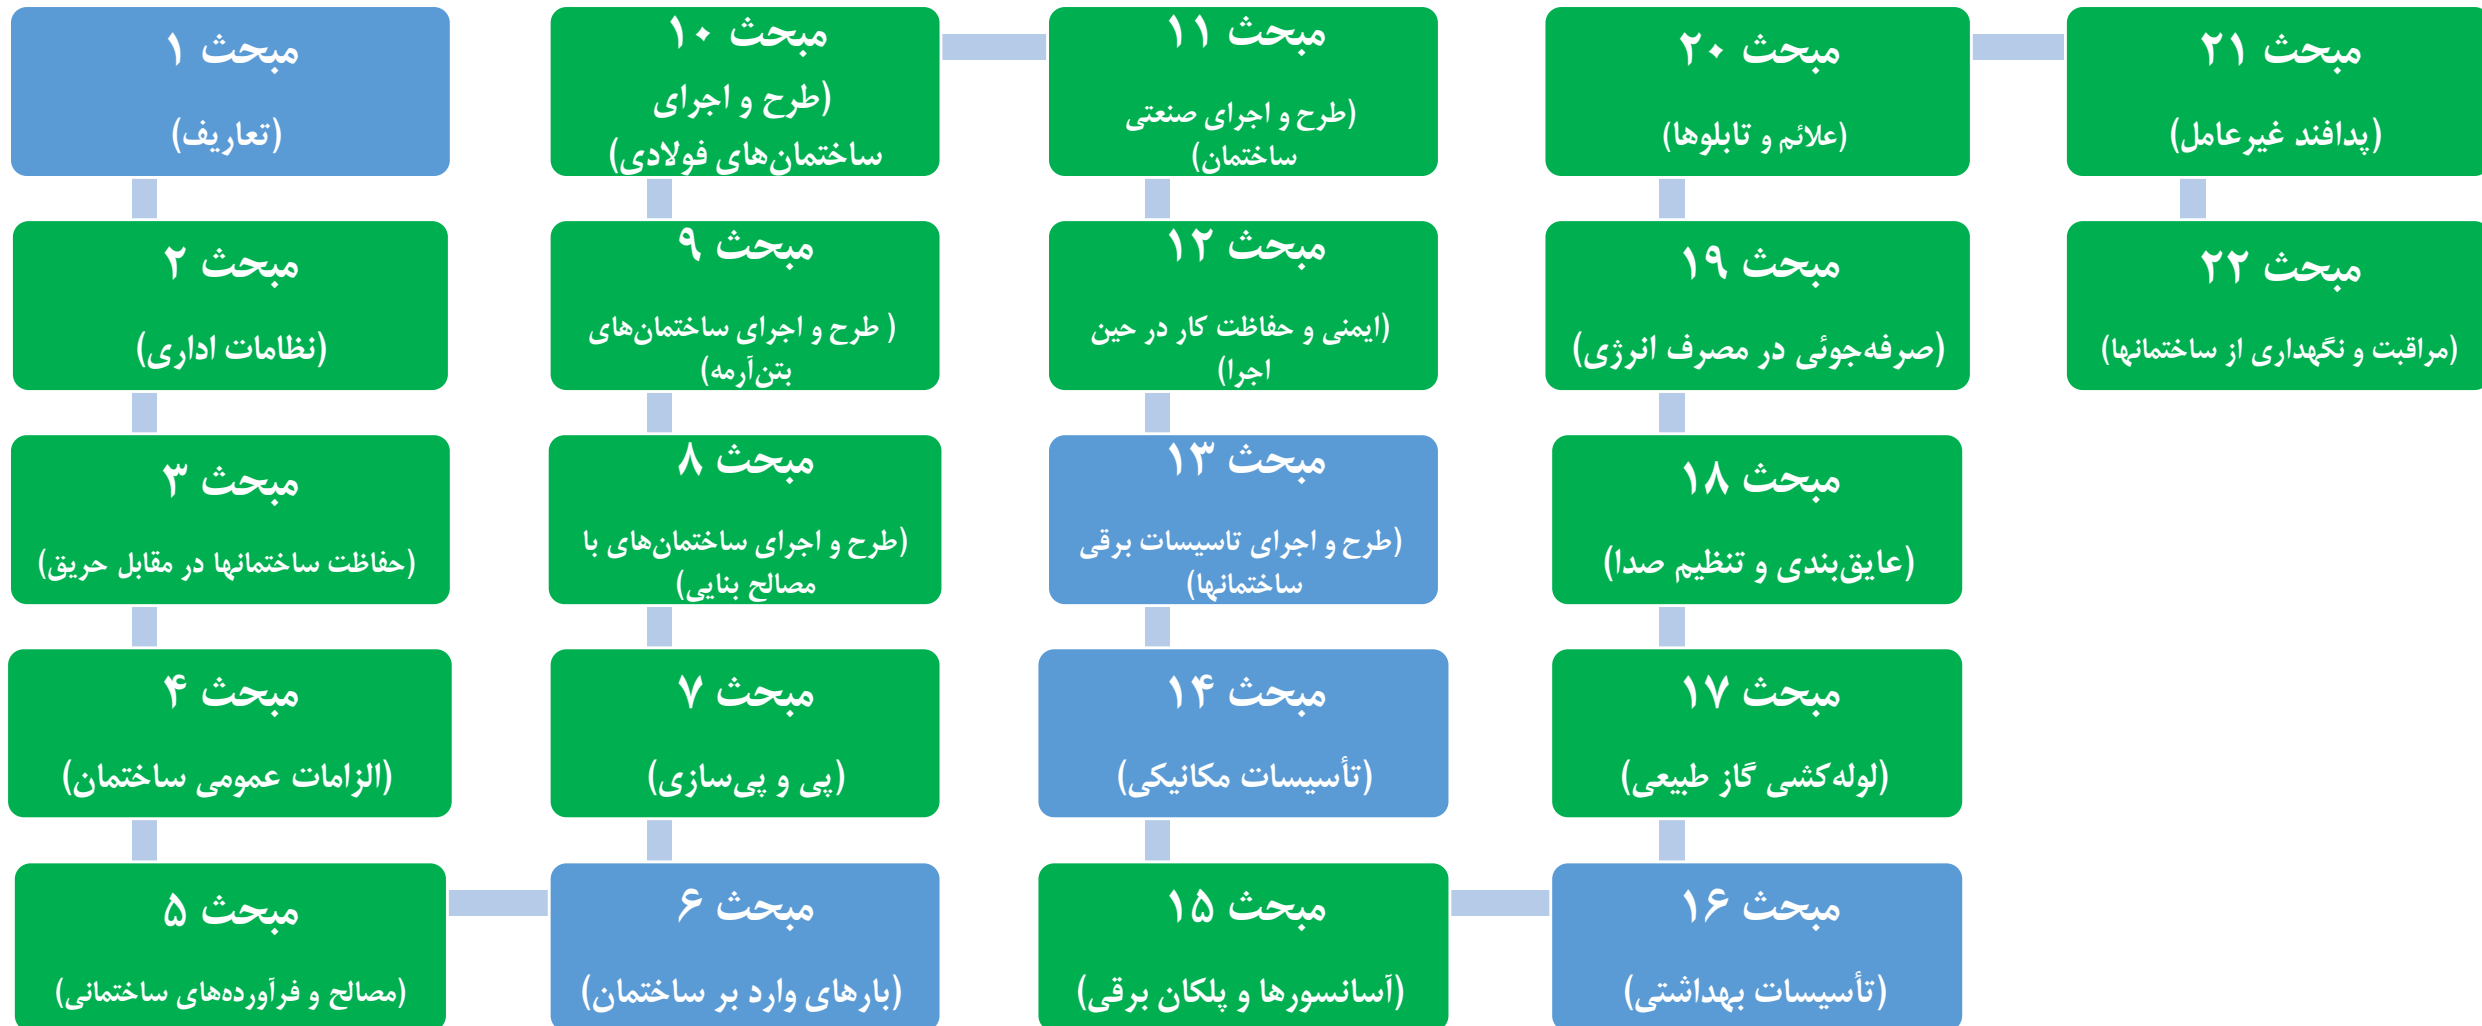 مبحث ۱
(تعاریف)
مبحث ۲
(نظامات اداری)
مبحث ۳
(حفاظت ساختمانها در مقابل حریق)
مبحث ۴
(الزامات عمومی ساختمان)
مبحث ۵
(مصالح و فرآورده‌های ساختمانی)
مبحث ۶
(بارهای وارد بر ساختمان)
مبحث ۷
(پی و پی‌سازی)
مبحث ۸
(طرح و اجرای ساختمان‌های با
مصالح بنایی)
مبحث ۹
( طرح و اجرای ساختمان‌های
بتن‌آرمه)
مبحث ۱۰
(طرح و اجرای
ساختمان‌های فولادی)
مبحث ۱۱
(طرح و اجرای صنعتی
ساختمان)
مبحث ۱۲
(ایمنی و حفاظت کار در حین
اجرا)
مبحث ۱۳
(طرح و اجرای تاسیسات برقی
ساختمانها)
مبحث ۱۴
(تأسیسات مکانیکی)
مبحث ۱۵
(آسانسورها و پلکان برقی)
مبحث ۱۶
(تأسیسات بهداشتی)
مبحث ۱۷
(لوله‌کشی گاز طبیعی)
مبحث ۱۸
(عایق‌بندی و تنظیم صدا)
مبحث ۱۹
(صرفه‌جوئی در مصرف انرژی)
مبحث ۲۰
(علائم و تابلوها)
مبحث ۲۱
(پدافند غیرعامل)
مبحث ۲۲
(مراقبت و نگهداری از ساختمانها)